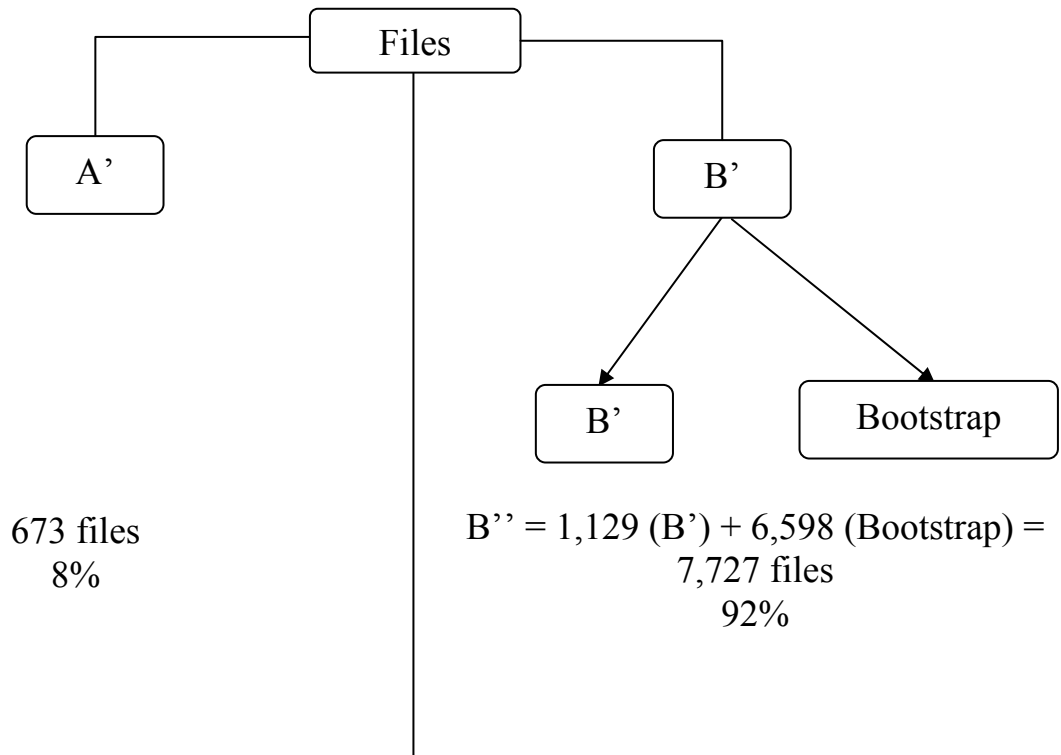 Files
A’
B’
B’
Bootstrap
673 files
8%
B’’ = 1,129 (B’) + 6,598 (Bootstrap) =
7,727 files
92%